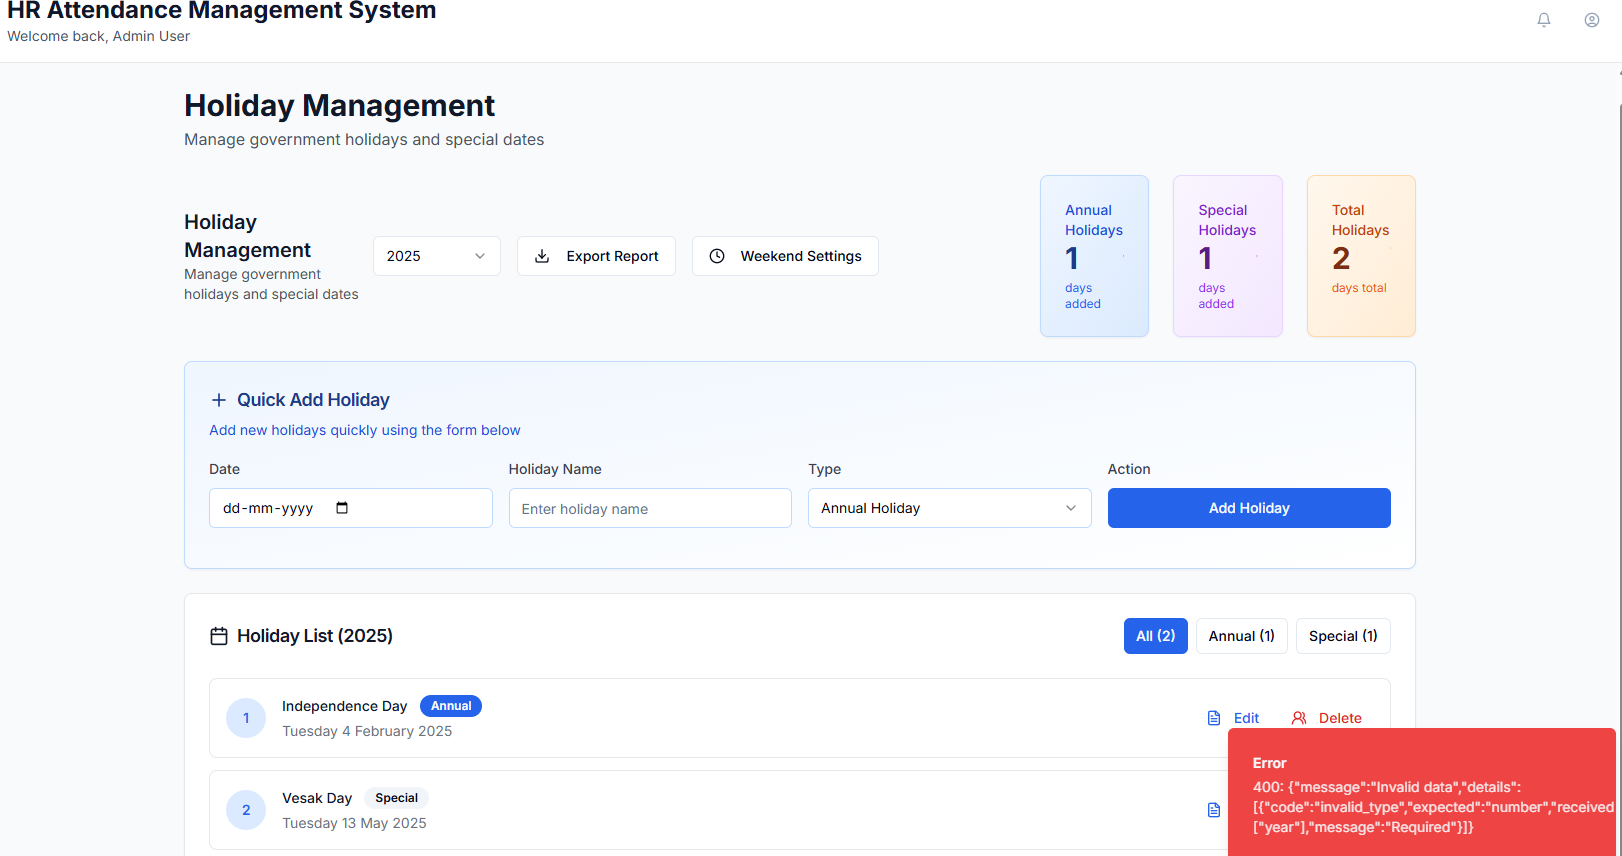 HR Attendance Management System
Welcome back, Admin User
Holiday Management
Manage government holidays and special dates
Holiday
Management
Manage government
holidays and special dates
2025
Export Report
Weekend Settings
Annual
Holidays
1
days
added
Special
Holidays
1
days
added
Total
Holidays
2
days total
Quick Add Holiday
Add new holidays quickly using the form below
Date
Holiday Name
Type
Action
dd-mm-yyyy
Enter holiday name
Annual Holiday
Add Holiday
Holiday List (2025)
All (2)
Annual (1)
Special (1)
1
Independence Day
Annual
Tuesday 4 February 2025
Edit
Delete
2
Vesak Day
Special
Tuesday 13 May 2025
Error
400: {"message":"Invalid data","details":
[{"code":"invalid_type","expected":"number","received
["year"],"message":"Required"}]}